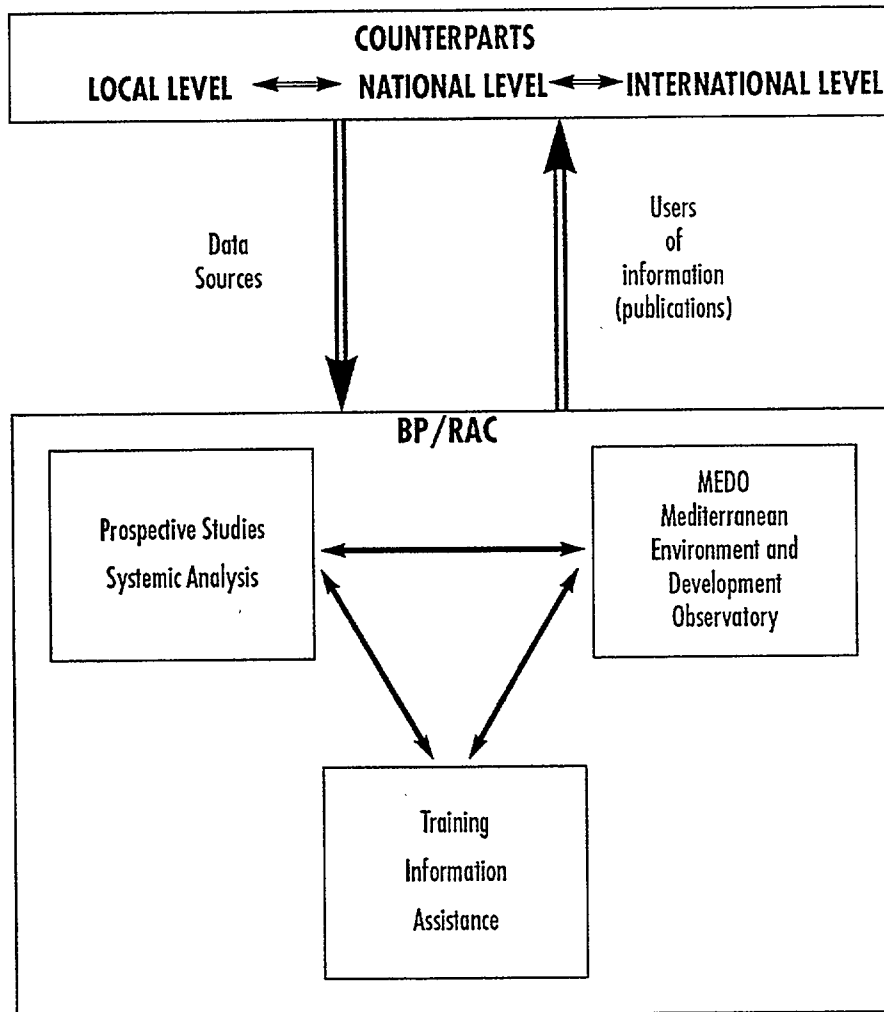 COUNTERPARTS
LOCAL LEVEL NATIONAL LEVEL INTERNATIONAL LEVEL
Data
Sources
Users
of
information
(publications)
BP/RAC
Prospective Studies
Systemic Analysis
MEDO
Mediterranean
Environment and
Development
Observatory
Training
Information
Assistance